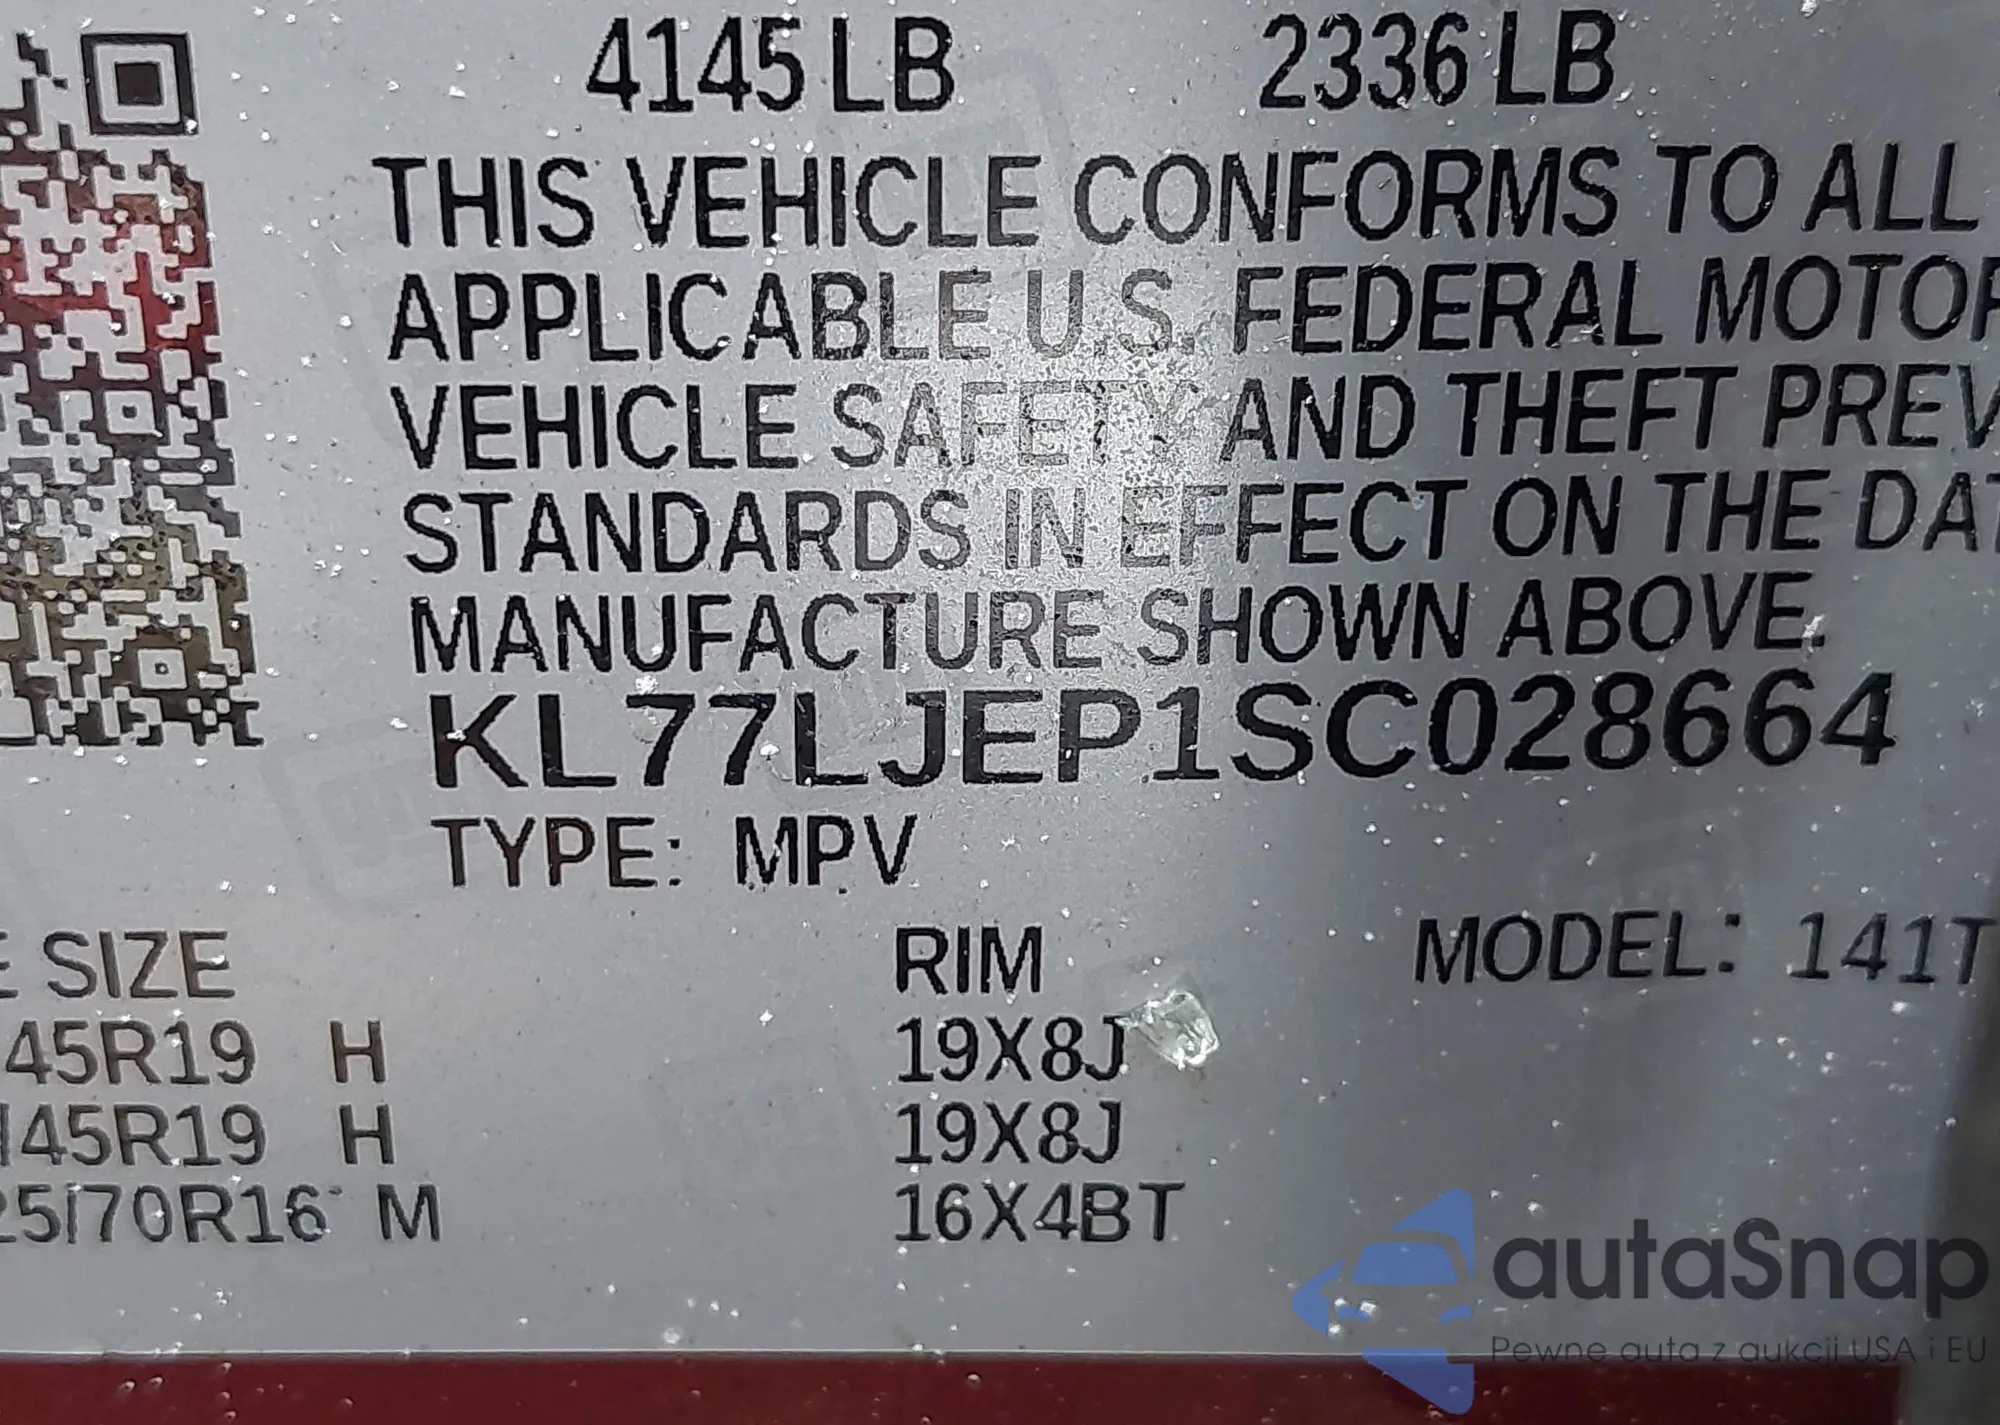 4145 LB 2336 LB
THIS VEHICLE CONFORMS TO ALL
APPLICABLE U.S. FEDERAL MOTOR
VEHICLE SAFETY AND THEFT PREV
STANDARDS IN EFFECT ON THE DAT
MANUFACTURE SHOWN ABOVE.
KL77LJEP1SC028664
TYPE: MPV
E SIZE RIM MODEL: 141T
45R19 H 19X8J
/45R19 H 19X8J
25/70R16 M 16X4BT
autaSnap
Pewne auta z aukcji USA i EU